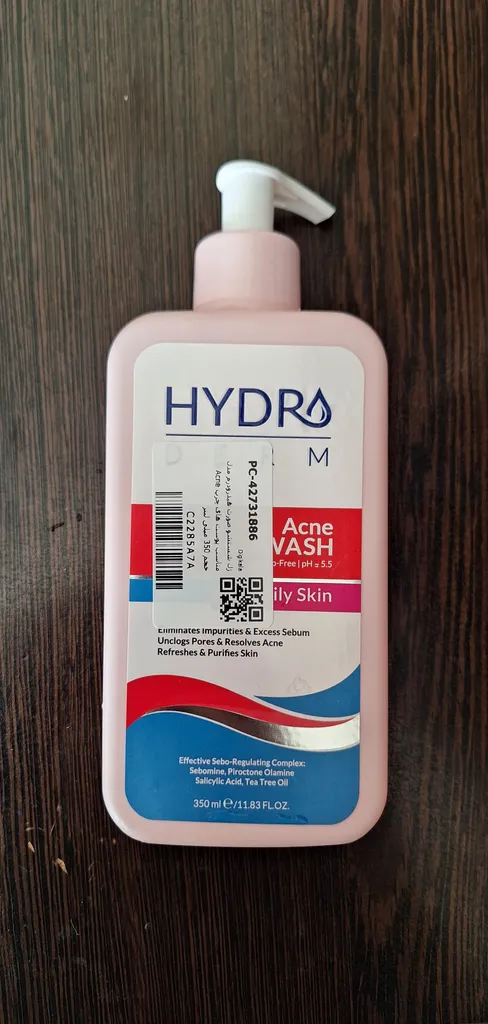 HYDR
M
Acne
WASH
-Free | pH = 5.5
ily Skin
PC-42731886
Digikala
ژل شستشو صورت هیدرودرم مدل
Acne مناسب پوست های چرب
حجم 350 میلی لیتر
C2285A7A
Eliminates Impurities & Excess Sebum
Unclogs Pores & Resolves Acne
Refreshes & Purifies Skin
Effective Sebo-Regulating Complex:
Sebomine, Piroctone Olamine
Salicylic Acid, Tea Tree Oil
350 ml ℮/11.83 FL.OZ.